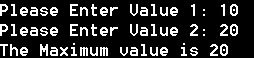 Please Enter Value 1: 10
Please Enter Value 2: 20
The Maximum value is 20